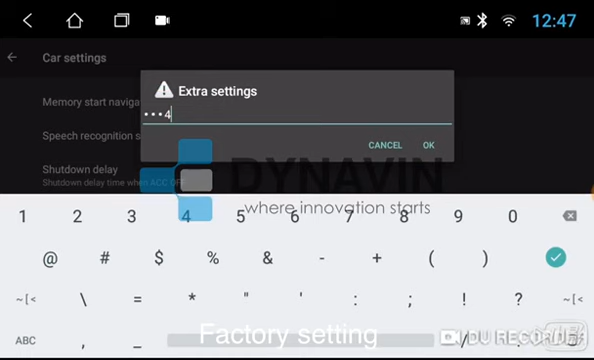 12:47
Car settings
Extra settings
•••4
CANCEL OK
Memory start naviga
Speech recognition s
Shutdown delay
Shutdown delay time when ACC OFF
DYNAVIN
where innovation starts
1 2 3 4 5 6 7 8 9 0
@ # $ % & - + ( )
~[< \ = * " ' : ; ! ? ~[<
ABC , _ /
Factory setting
DU RECORDER